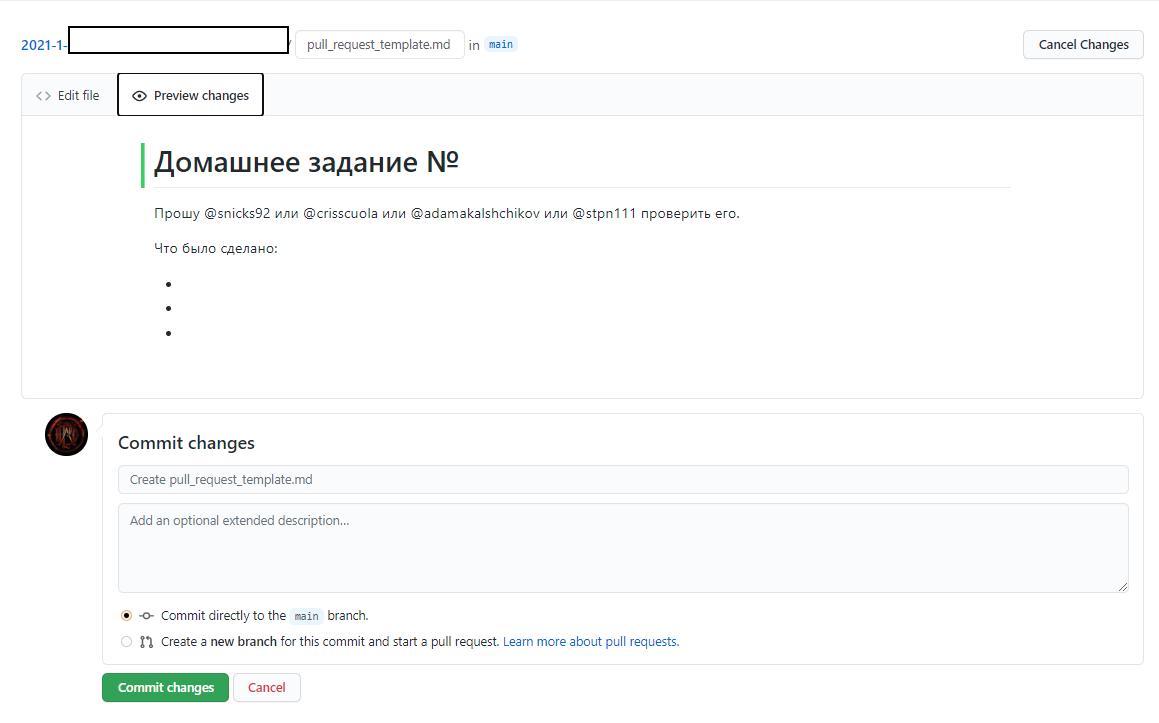 2021-1- / pull_request_template.md in main Cancel Changes
Edit file Preview changes
Домашнее задание №
Прошу @snicks92 или @crisscuola или @adamakalshchikov или @stpn111 проверить его.
Что было сделано:
Commit changes
Create pull_request_template.md
Add an optional extended description...
Commit directly to the main branch.
Create a new branch for this commit and start a pull request. Learn more about pull requests.
Commit changes Cancel